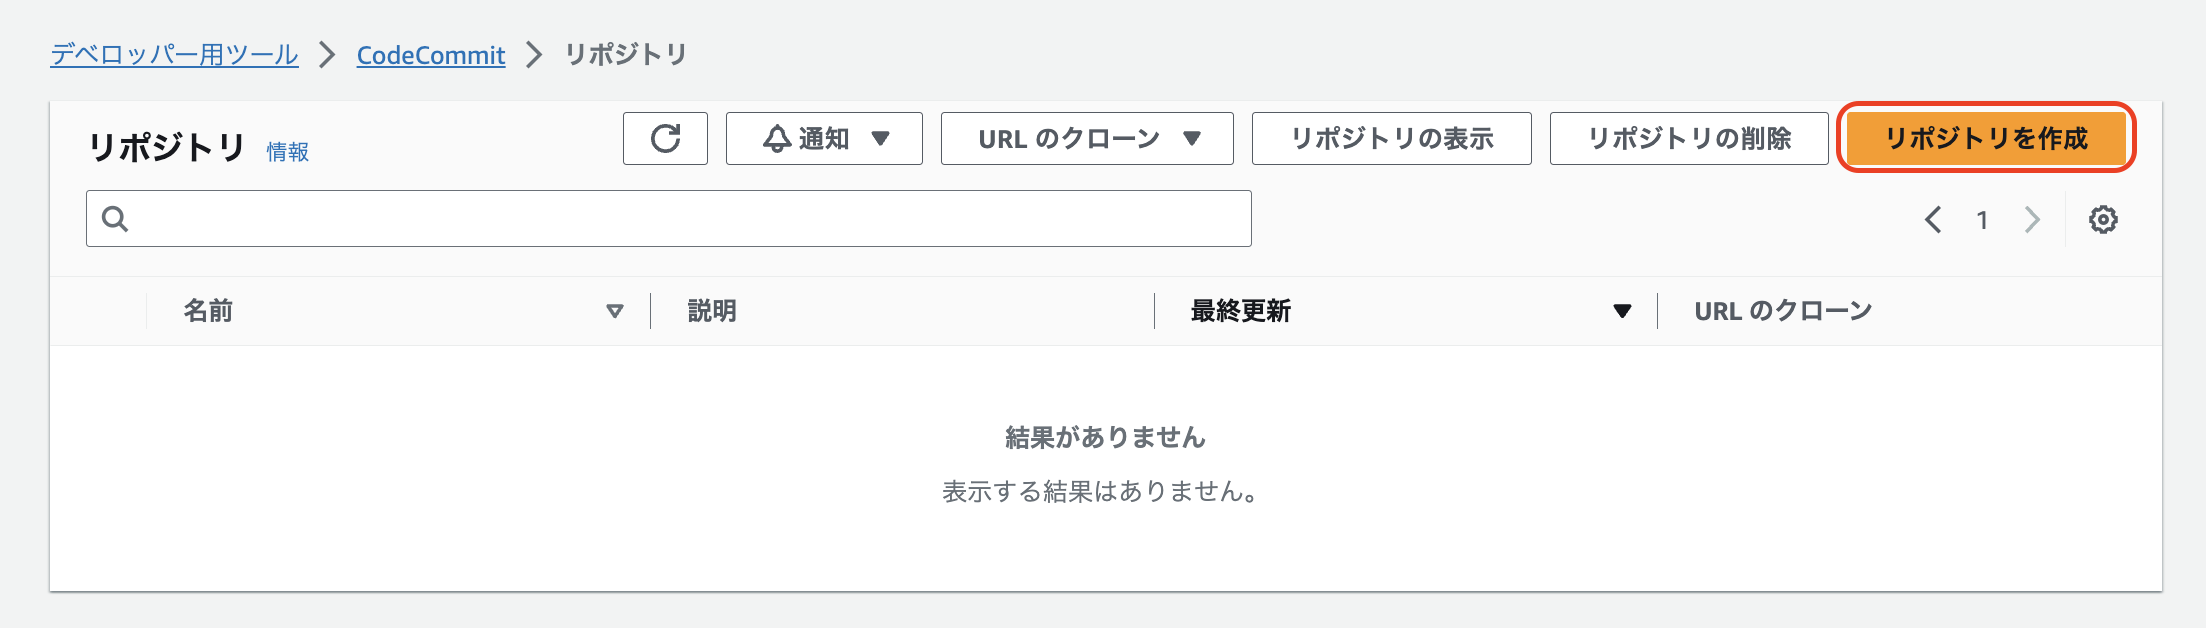 デベロッパー用ツール > CodeCommit > リポジトリ
リポジトリ 情報
通知 ▼ URL のクローン ▼ リポジトリの表示 リポジトリの削除 リポジトリを作成
1
名前 説明 最終更新 URL のクローン
結果がありません
表示する結果はありません。